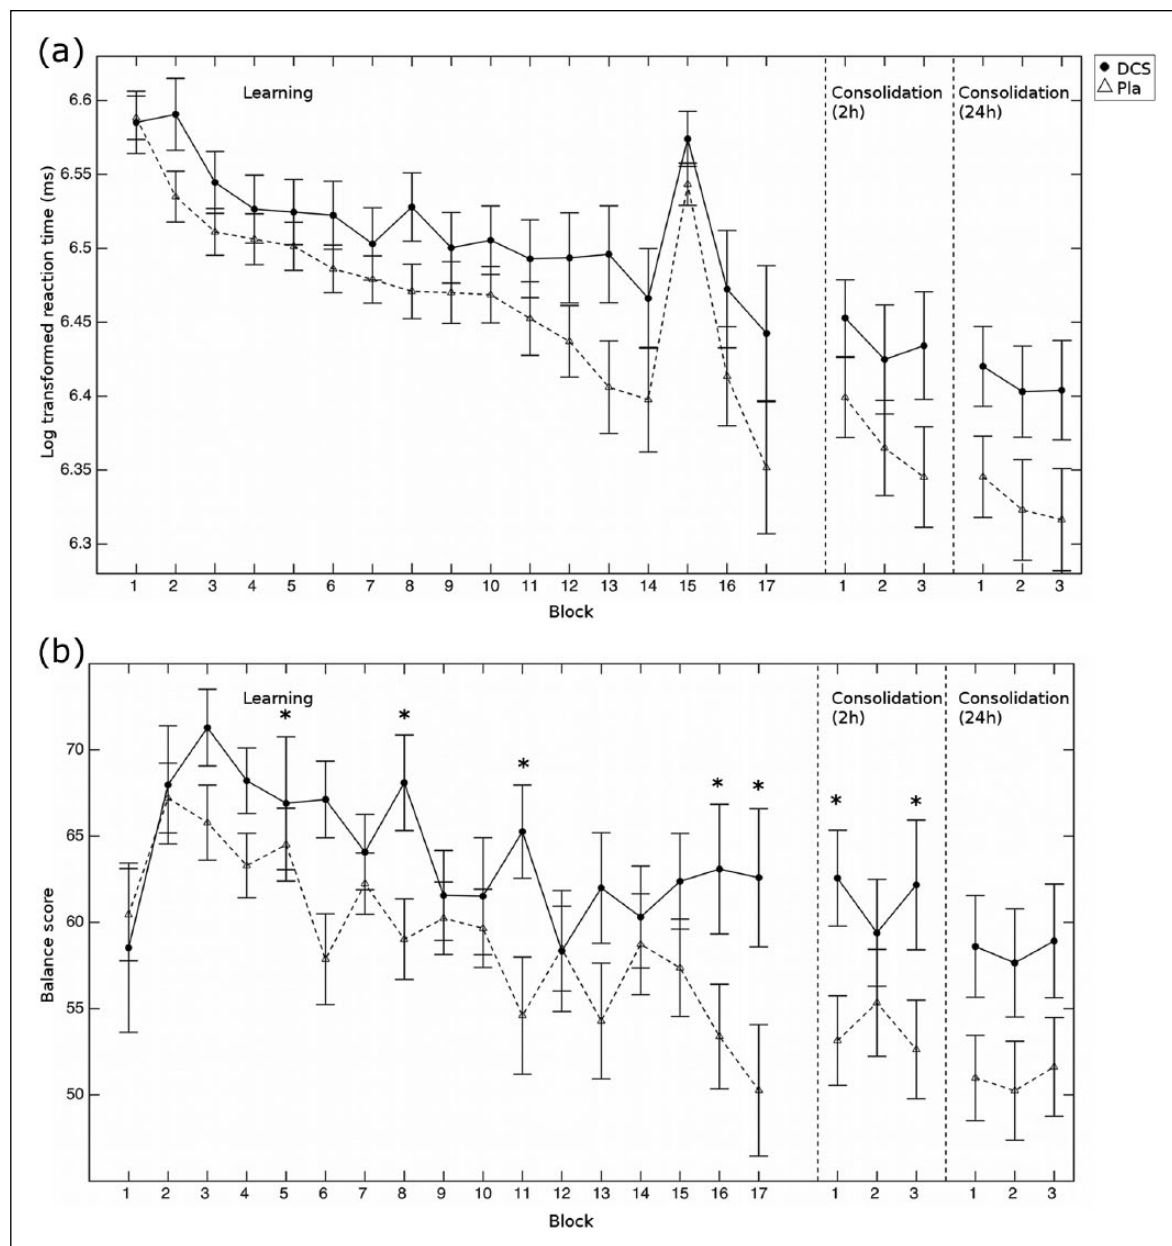 (a)
DCS
Pla
Learning
Consolidation
(2h)
Consolidation
(24h)
6.6
6.55
6.5
6.45
6.4
6.35
6.3
Log transformed reaction time (ms)
1 2 3 4 5 6 7 8 9 10 11 12 13 14 15 16 17 1 2 3 1 2 3
Block
(b)
Learning
Consolidation
(2h)
Consolidation
(24h)
* * * * * * *
70
65
60
55
50
Balance score
1 2 3 4 5 6 7 8 9 10 11 12 13 14 15 16 17 1 2 3 1 2 3
Block